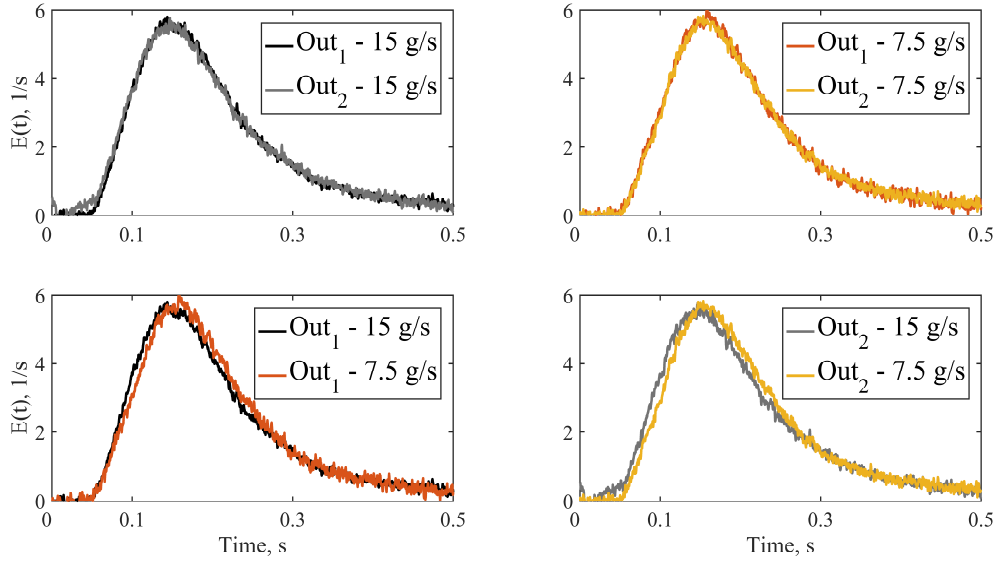 E(t), 1/s
6
4
2
0
0
0.1
0.3
0.5
Out1 - 15 g/s
Out2 - 15 g/s
6
4
2
0
0
0.1
0.3
0.5
Out1 - 7.5 g/s
Out2 - 7.5 g/s
E(t), 1/s
6
4
2
0
0
0.1
0.3
0.5
Time, s
Out1 - 15 g/s
Out1 - 7.5 g/s
6
4
2
0
0
0.1
0.3
0.5
Time, s
Out2 - 15 g/s
Out2 - 7.5 g/s